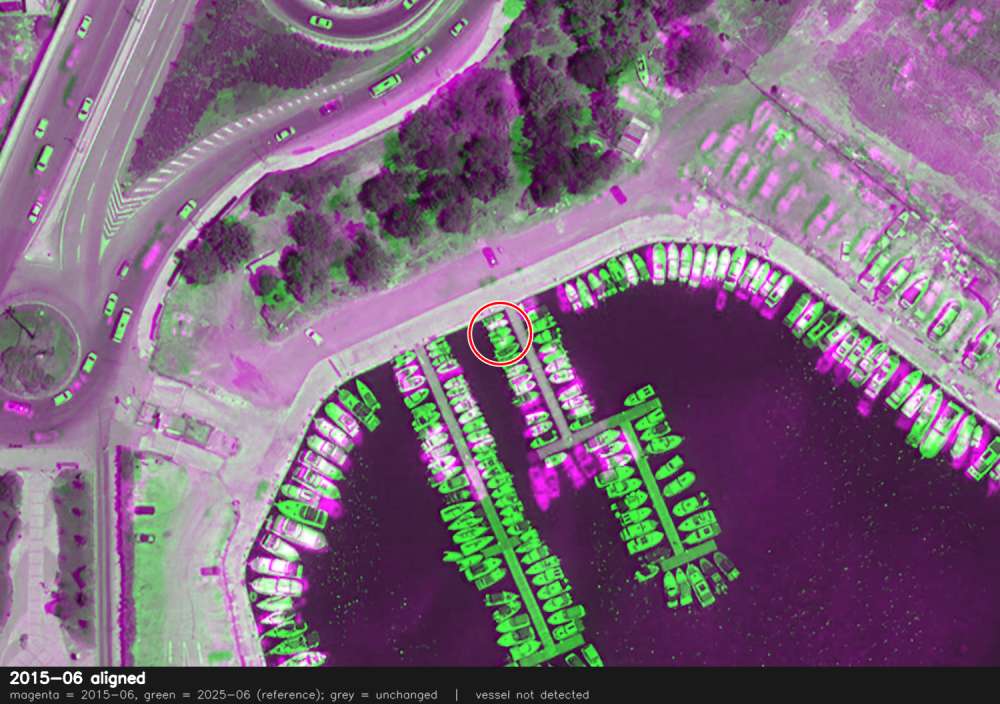 2015-06 aligned
magenta = 2015-06, green = 2025-06 (reference); grey = unchanged | vessel not detected